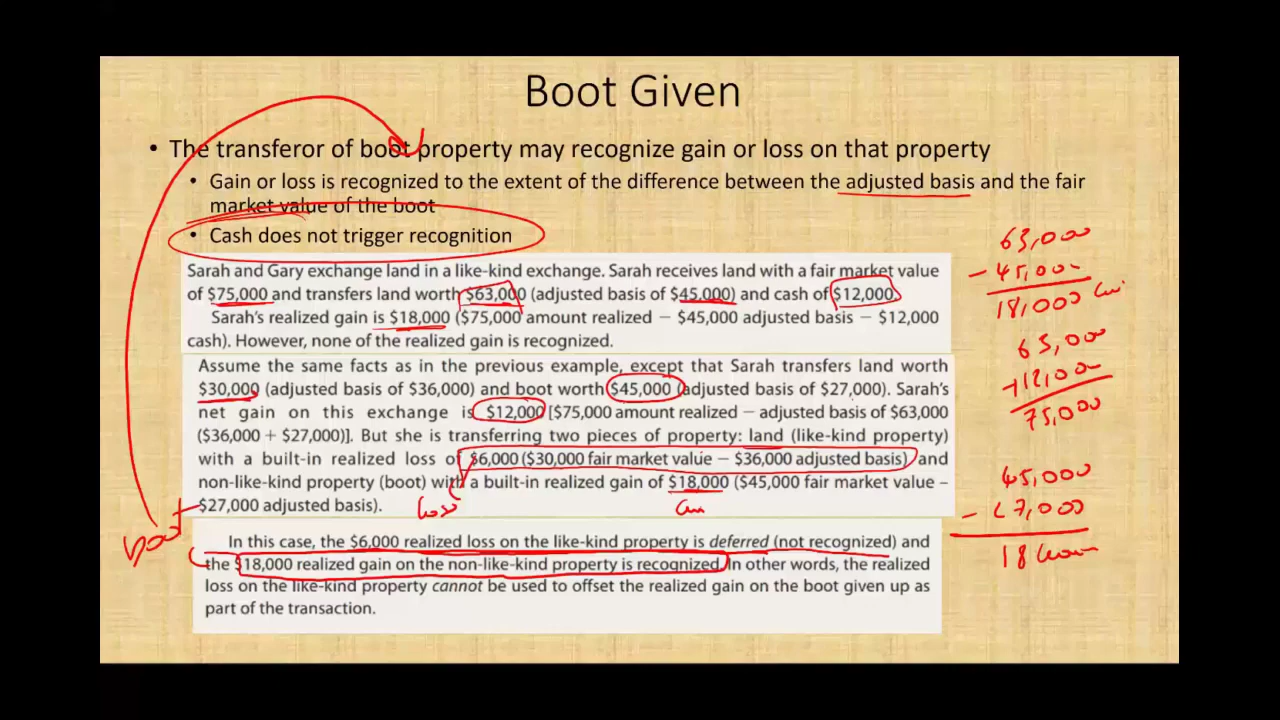 Boot Given
• The transferor of boot property may recognize gain or loss on that property
• Gain or loss is recognized to the extent of the difference between the adjusted basis and the fair
market value of the boot
• Cash does not trigger recognition
Sarah and Gary exchange land in a like-kind exchange. Sarah receives land with a fair market value
of $75,000 and transfers land worth $63,000 (adjusted basis of $45,000) and cash of $12,000.
Sarah's realized gain is $18,000 ($75,000 amount realized − $45,000 adjusted basis − $12,000
cash). However, none of the realized gain is recognized.
Assume the same facts as in the previous example, except that Sarah transfers land worth
$30,000 (adjusted basis of $36,000) and boot worth $45,000 (adjusted basis of $27,000). Sarah's
net gain on this exchange is $12,000 [$75,000 amount realized − adjusted basis of $63,000
($36,000 + $27,000)]. But she is transferring two pieces of property: land (like-kind property)
with a built-in realized loss of $6,000 ($30,000 fair market value − $36,000 adjusted basis) and
non-like-kind property (boot) with a built-in realized gain of $18,000 ($45,000 fair market value −
$27,000 adjusted basis).
loss
boot
In this case, the $6,000 realized loss on the like-kind property is deferred (not recognized) and
the $18,000 realized gain on the non-like-kind property is recognized. In other words, the realized
loss on the like-kind property cannot be used to offset the realized gain on the boot given up as
part of the transaction.
63,000
− 45,000
18,000
63,000
+12,000
75,000
45,000